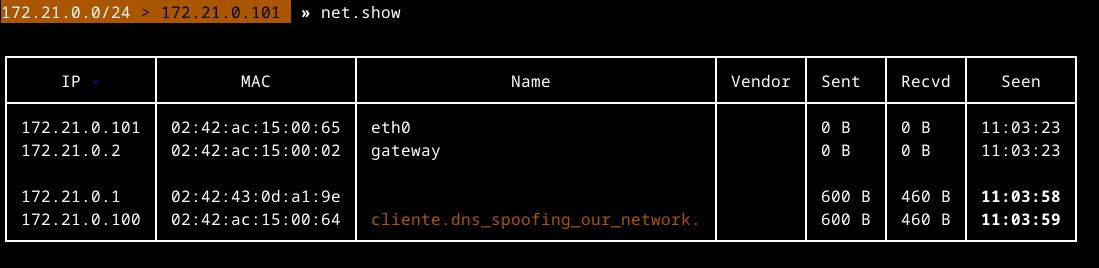 172.21.0.0/24 > 172.21.0.101 » net.show
IP MAC Name Vendor Sent Recvd Seen
172.21.0.101 02:42:ac:15:00:65 eth0 0 B 0 B 11:03:23
172.21.0.2 02:42:ac:15:00:02 gateway 0 B 0 B 11:03:23
172.21.0.1 02:42:43:0d:a1:9e 600 B 460 B 11:03:58
172.21.0.100 02:42:ac:15:00:64 cliente.dns_spoofing_our_network. 600 B 460 B 11:03:59